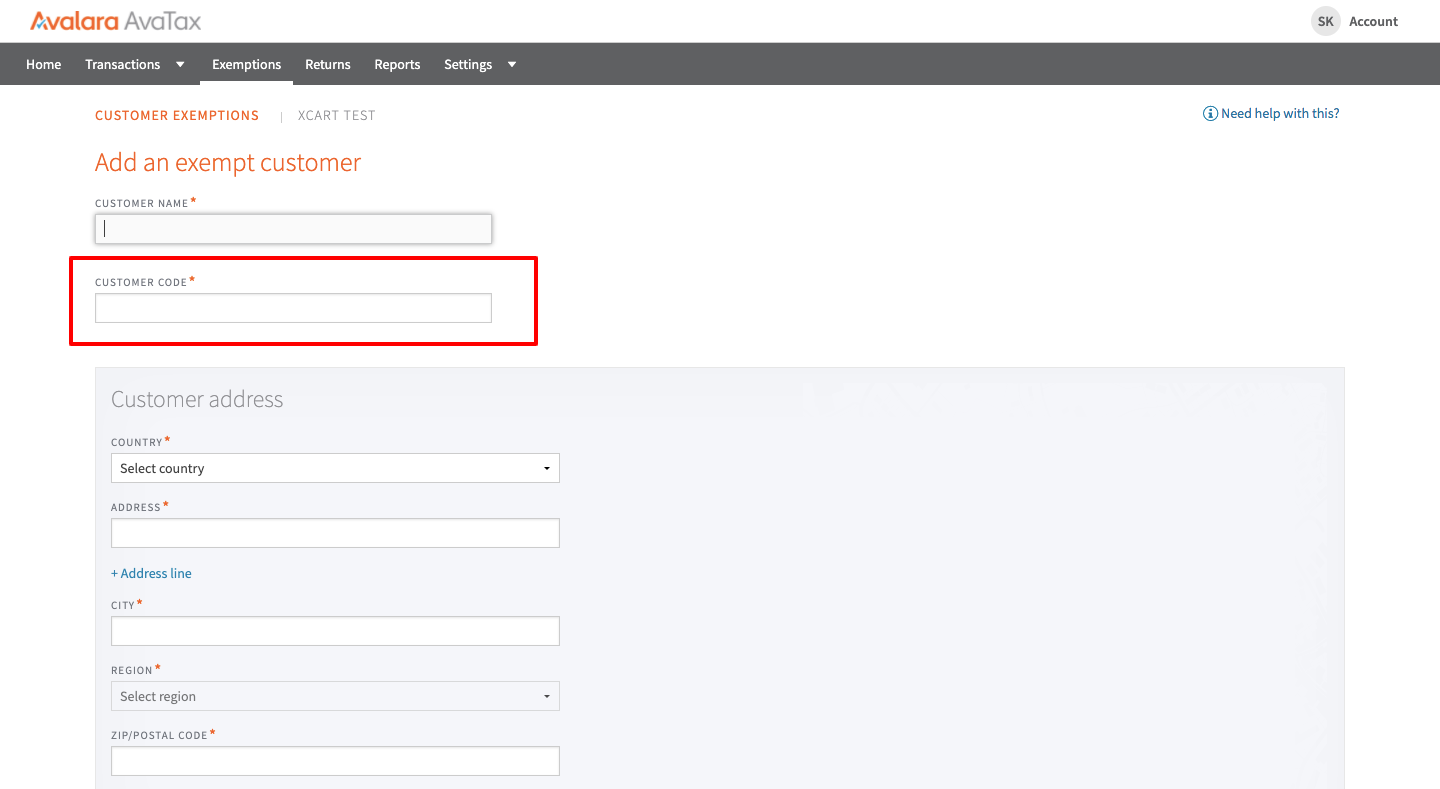 Avalara AvaTax
SK Account
Home Transactions Exemptions Returns Reports Settings
CUSTOMER EXEMPTIONS | XCART TEST
Need help with this?
Add an exempt customer
CUSTOMER NAME*
CUSTOMER CODE*
Customer address
COUNTRY*
Select country
ADDRESS*
+ Address line
CITY*
REGION*
Select region
ZIP/POSTAL CODE*